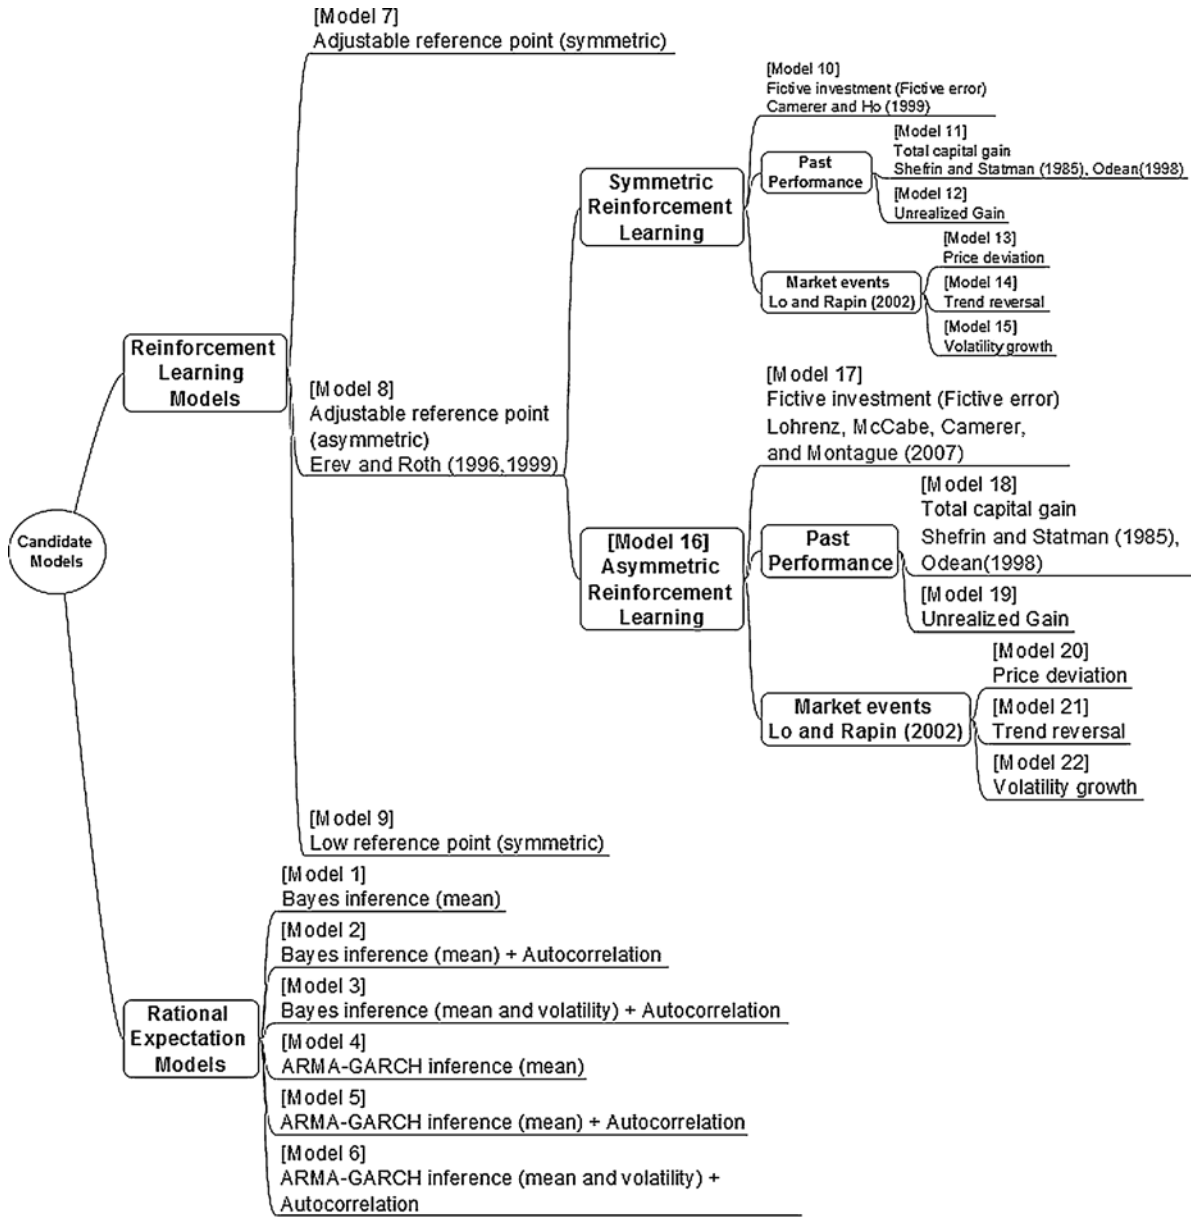 [Model 7]
Adjustable reference point (symmetric)
[Model 10]
Fictive investment (Fictive error)
Camerer and Ho (1999)
[Model 11]
Total capital gain
Shefrin and Statman (1985), Odean(1998)
Past
Performance
[Model 12]
Unrealized Gain
Symmetric
Reinforcement
Learning
[Model 13]
Price deviation
Market events
Lo and Rapin (2002)
[Model 14]
Trend reversal
[Model 15]
Volatility growth
Reinforcement
Learning
Models
[Model 8]
Adjustable reference point
(asymmetric)
Erev and Roth (1996,1999)
[Model 17]
Fictive investment (Fictive error)
Lohrenz, McCabe, Camerer,
and Montague (2007)
[Model 18]
Total capital gain
Shefrin and Statman (1985),
Odean(1998)
Past
Performance
[Model 19]
Unrealized Gain
[Model 16]
Asymmetric
Reinforcement
Learning
Candidate
Models
[Model 20]
Price deviation
Market events
Lo and Rapin (2002)
[Model 21]
Trend reversal
[Model 22]
Volatility growth
[Model 9]
Low reference point (symmetric)
[Model 1]
Bayes inference (mean)
[Model 2]
Bayes inference (mean) + Autocorrelation
[Model 3]
Bayes inference (mean and volatility) + Autocorrelation
Rational
Expectation
Models
[Model 4]
ARMA-GARCH inference (mean)
[Model 5]
ARMA-GARCH inference (mean) + Autocorrelation
[Model 6]
ARMA-GARCH inference (mean and volatility) +
Autocorrelation